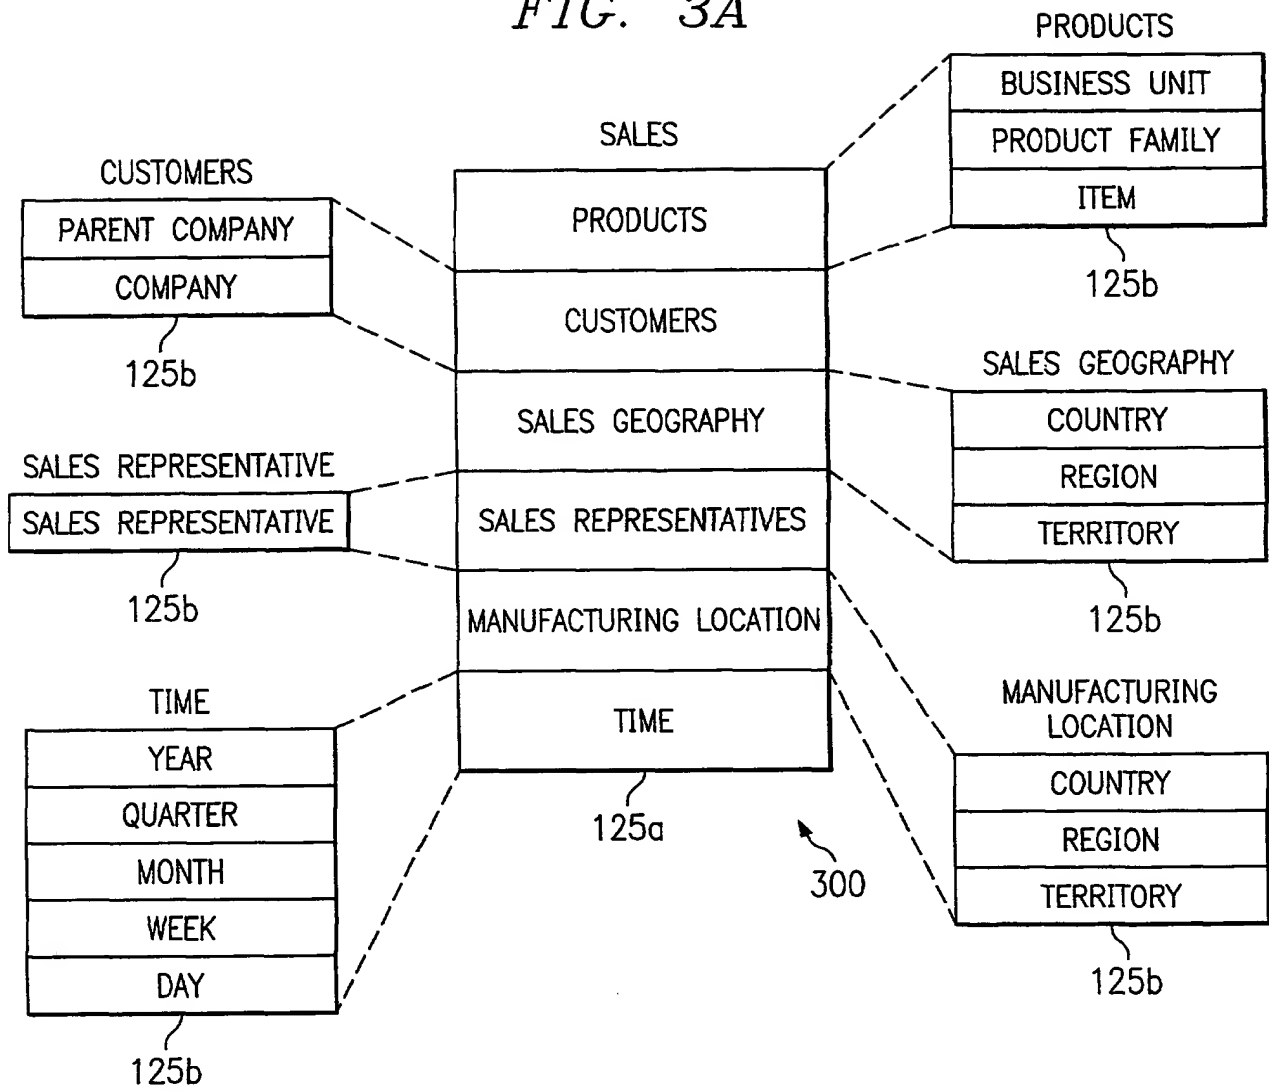 FIG. 3A
PRODUCTS
BUSINESS UNIT
PRODUCT FAMILY
ITEM
125b
SALES
PRODUCTS
CUSTOMERS
SALES GEOGRAPHY
SALES REPRESENTATIVES
MANUFACTURING LOCATION
TIME
125a
300
CUSTOMERS
PARENT COMPANY
COMPANY
125b
SALES GEOGRAPHY
COUNTRY
REGION
TERRITORY
125b
SALES REPRESENTATIVE
SALES REPRESENTATIVE
125b
MANUFACTURING
LOCATION
COUNTRY
REGION
TERRITORY
125b
TIME
YEAR
QUARTER
MONTH
WEEK
DAY
125b